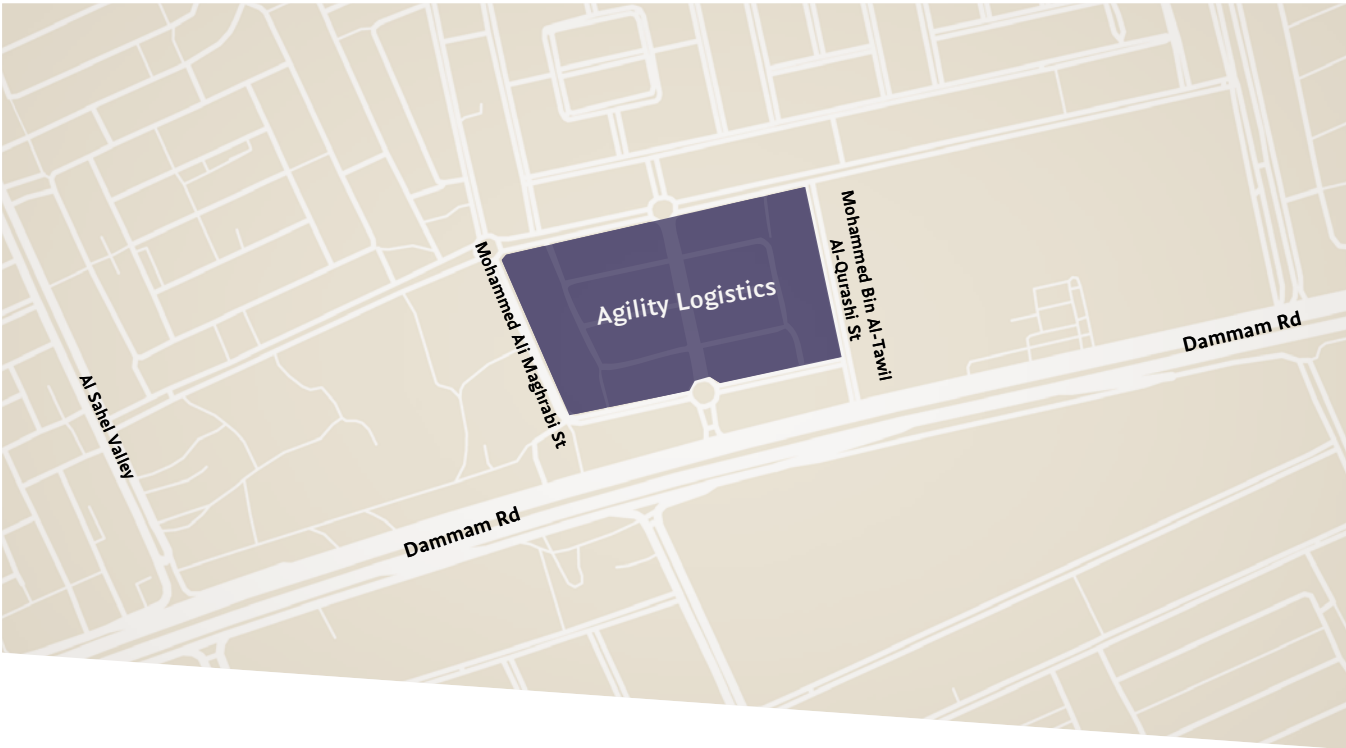 Mohammed Bin Al-Tawil
Al-Qurashi St
Mohammed Ali Maghrabi St
Agility Logistics
Dammam Rd
Al Sahel Valley
Dammam Rd